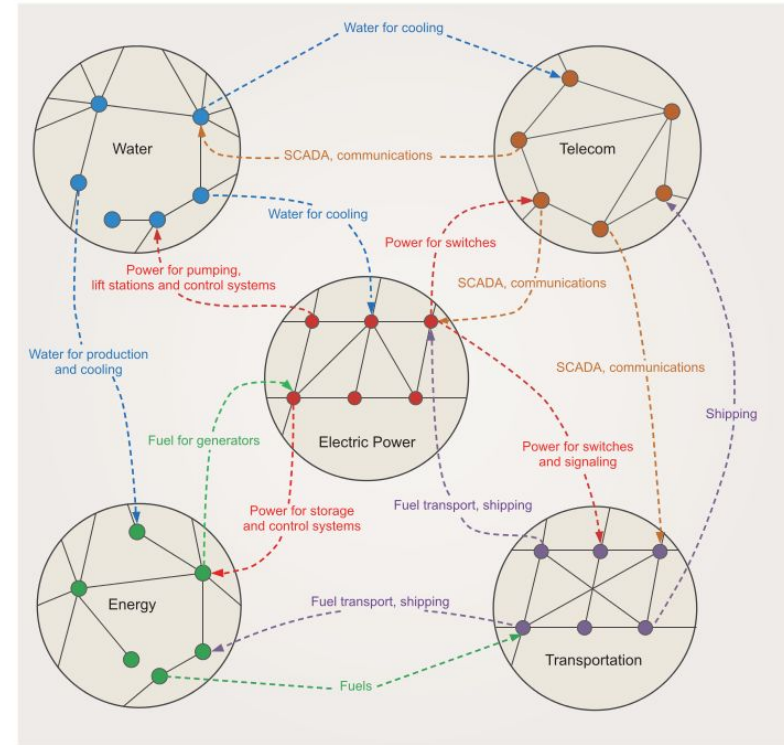 Water for cooling
Water
Telecom
SCADA, communications
Water for cooling
Power for switches
Power for pumping,
lift stations and control systems
SCADA, communications
Water for production
and cooling
SCADA, communications
Shipping
Fuel for generators
Electric Power
Power for switches
and signaling
Power for storage
and control systems
Fuel transport, shipping
Energy
Fuel transport, shipping
Transportation
Fuels